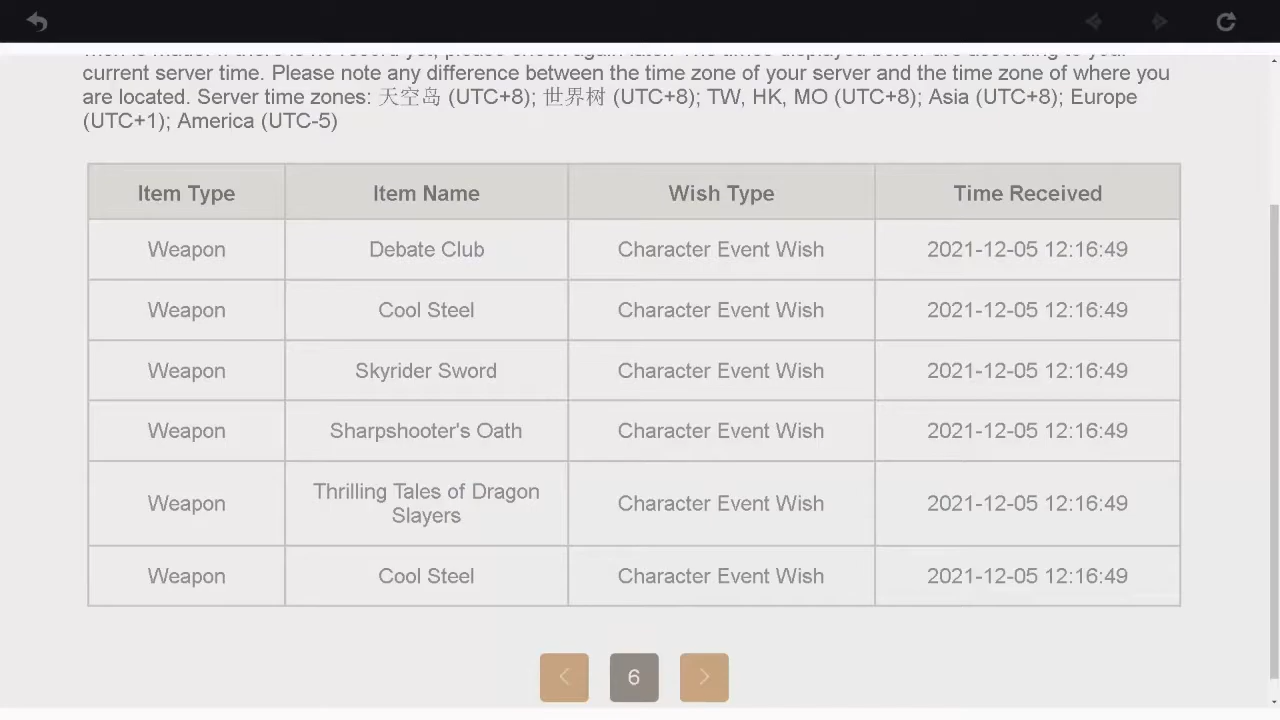 current server time. Please note any difference between the time zone of your server and the time zone of where you
are located. Server time zones: 天空岛 (UTC+8); 世界树 (UTC+8); TW, HK, MO (UTC+8); Asia (UTC+8); Europe
(UTC+1); America (UTC-5)
Item Type Item Name Wish Type Time Received
Weapon Debate Club Character Event Wish 2021-12-05 12:16:49
Weapon Cool Steel Character Event Wish 2021-12-05 12:16:49
Weapon Skyrider Sword Character Event Wish 2021-12-05 12:16:49
Weapon Sharpshooter's Oath Character Event Wish 2021-12-05 12:16:49
Weapon Thrilling Tales of Dragon Slayers Character Event Wish 2021-12-05 12:16:49
Weapon Cool Steel Character Event Wish 2021-12-05 12:16:49
6